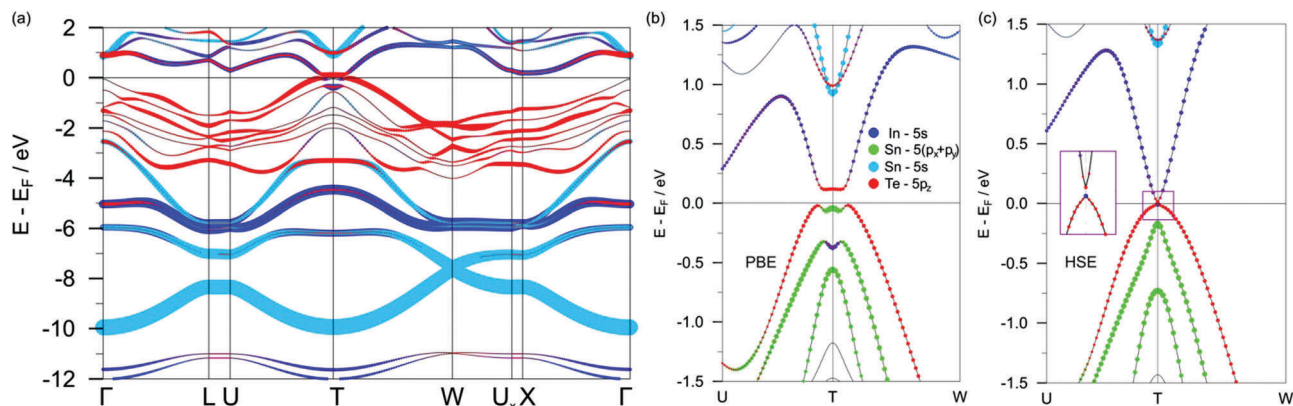 (a)
E - E_F / eV
2
0
-2
-4
-6
-8
-10
-12
Γ L U T W U_x X Γ
(b)
E - E_F / eV
1.5
1.0
0.5
0.0
-0.5
-1.0
-1.5
In - 5s
Sn - 5(p_x+p_y)
Sn - 5s
Te - 5p_z
PBE
U T W
(c)
E - E_F / eV
1.5
1.0
0.5
0.0
-0.5
-1.0
-1.5
HSE
U T W